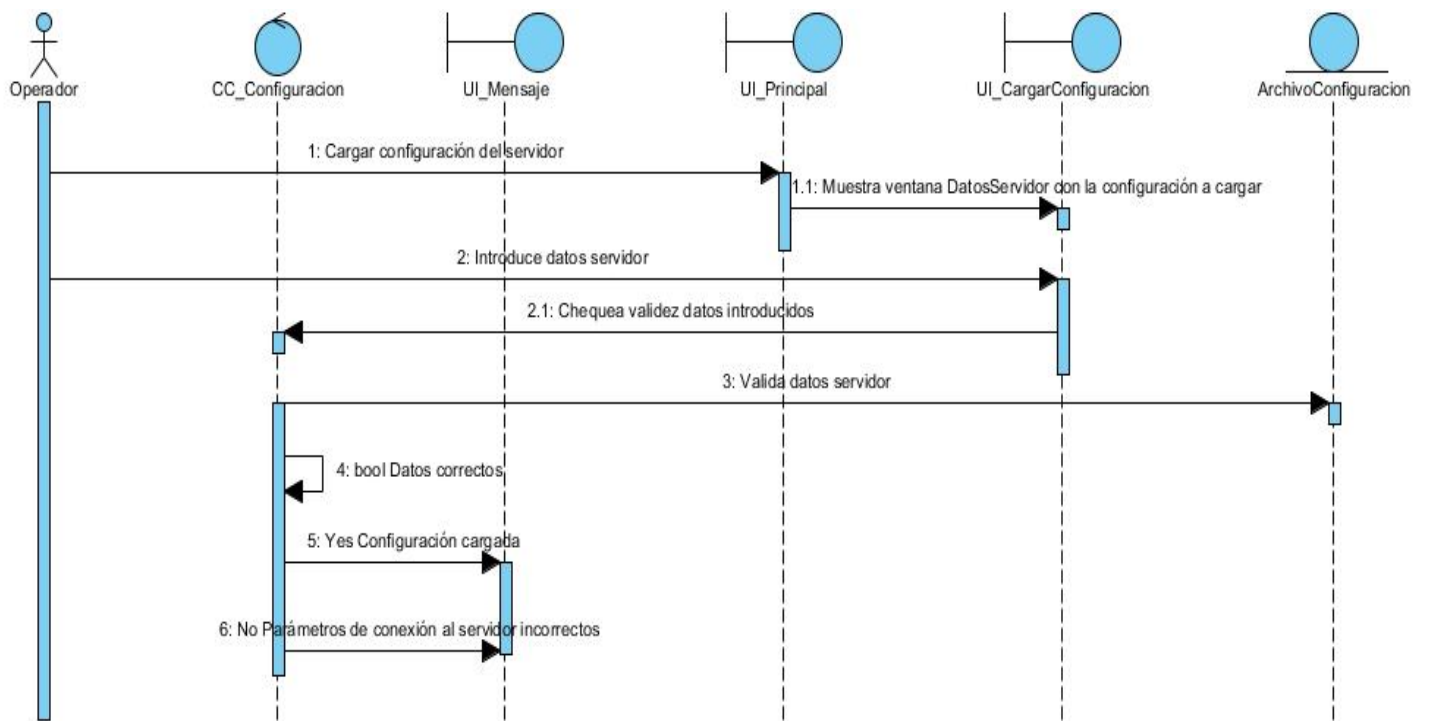 Operador
CC_Configuracion
UI_Mensaje
UI_Principal
UI_CargarConfiguracion
ArchivoConfiguracion
1: Cargar configuración del servidor
1.1: Muestra ventana DatosServidor con la configuración a cargar
2: Introduce datos servidor
2.1: Chequea validez datos introducidos
3: Valida datos servidor
4: bool Datos correctos
5: Yes Configuración cargada
6: No Parámetros de conexión al servidor incorrectos